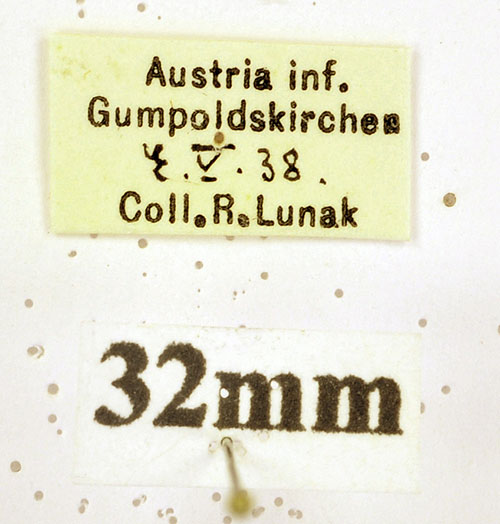 Austria inf.
Gumpoldskirchen
V. 38.
Coll. R. Lunak
32mm